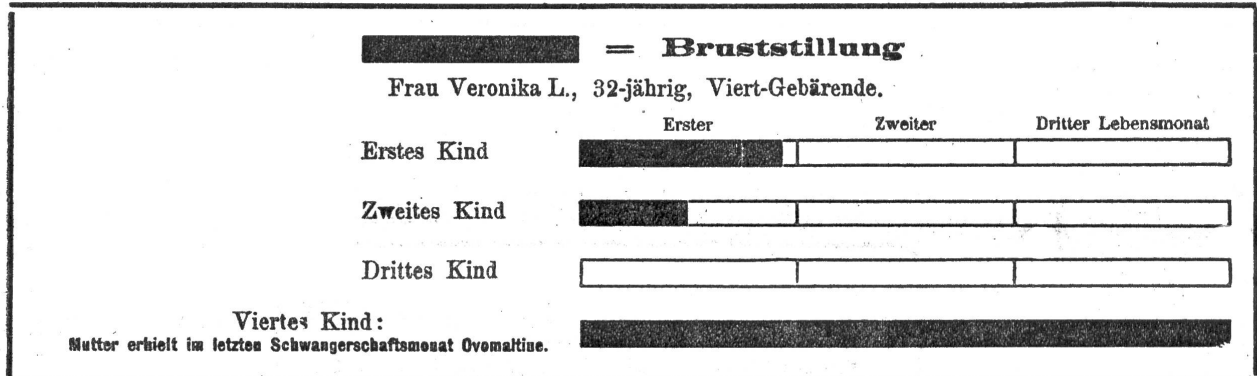 = Bruststillung
Frau Veronika L., 32-jährig, Viert-Gebärende.
Erster Zweiter Dritter Lebensmonat
Erstes Kind
Zweites Kind
Drittes Kind
Viertes Kind:
Mutter erhielt im letzten Schwangerschaftsmonat Ovomaltine.